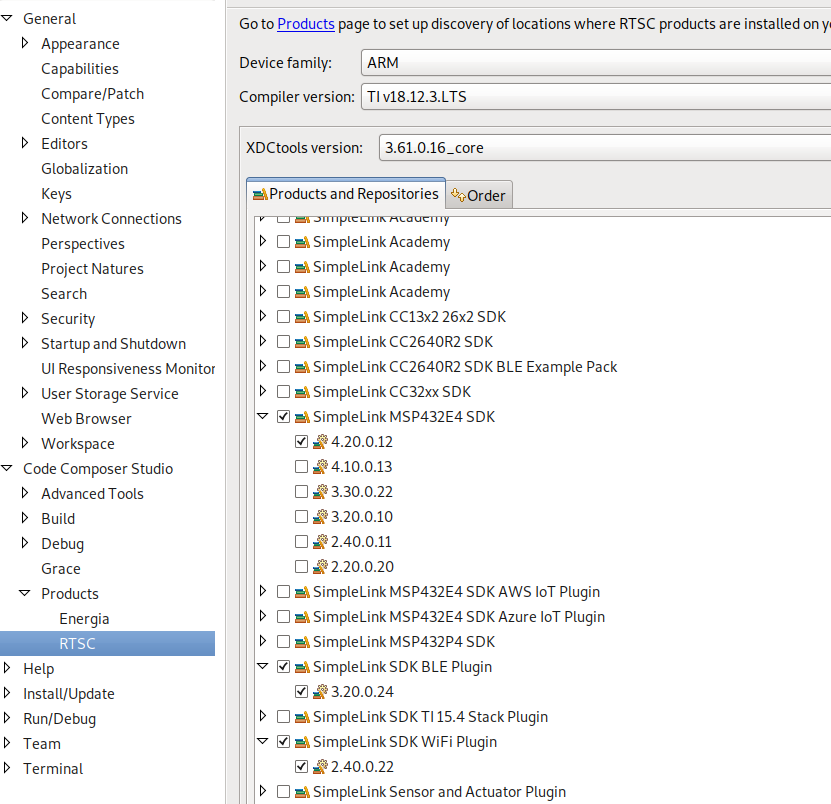 General
Appearance
Capabilities
Compare/Patch
Content Types
Editors
Globalization
Keys
Network Connections
Perspectives
Project Natures
Search
Security
Startup and Shutdown
UI Responsiveness Monitor
User Storage Service
Web Browser
Workspace
Code Composer Studio
Advanced Tools
Build
Debug
Grace
Products
Energia
RTSC
Help
Install/Update
Run/Debug
Team
Terminal
Go to Products page to set up discovery of locations where RTSC products are installed on
Device family: ARM
Compiler version: TI v18.12.3.LTS
XDCtools version: 3.61.0.16_core
Products and Repositories Order
SimpleLink Academy
SimpleLink Academy
SimpleLink Academy
SimpleLink Academy
SimpleLink CC13x2 26x2 SDK
SimpleLink CC2640R2 SDK
SimpleLink CC2640R2 SDK BLE Example Pack
SimpleLink CC32xx SDK
SimpleLink MSP432E4 SDK
4.20.0.12
4.10.0.13
3.30.0.22
3.20.0.10
2.40.0.11
2.20.0.20
SimpleLink MSP432E4 SDK AWS IoT Plugin
SimpleLink MSP432E4 SDK Azure IoT Plugin
SimpleLink MSP432P4 SDK
SimpleLink SDK BLE Plugin
3.20.0.24
SimpleLink SDK TI 15.4 Stack Plugin
SimpleLink SDK WiFi Plugin
2.40.0.22
SimpleLink Sensor and Actuator Plugin